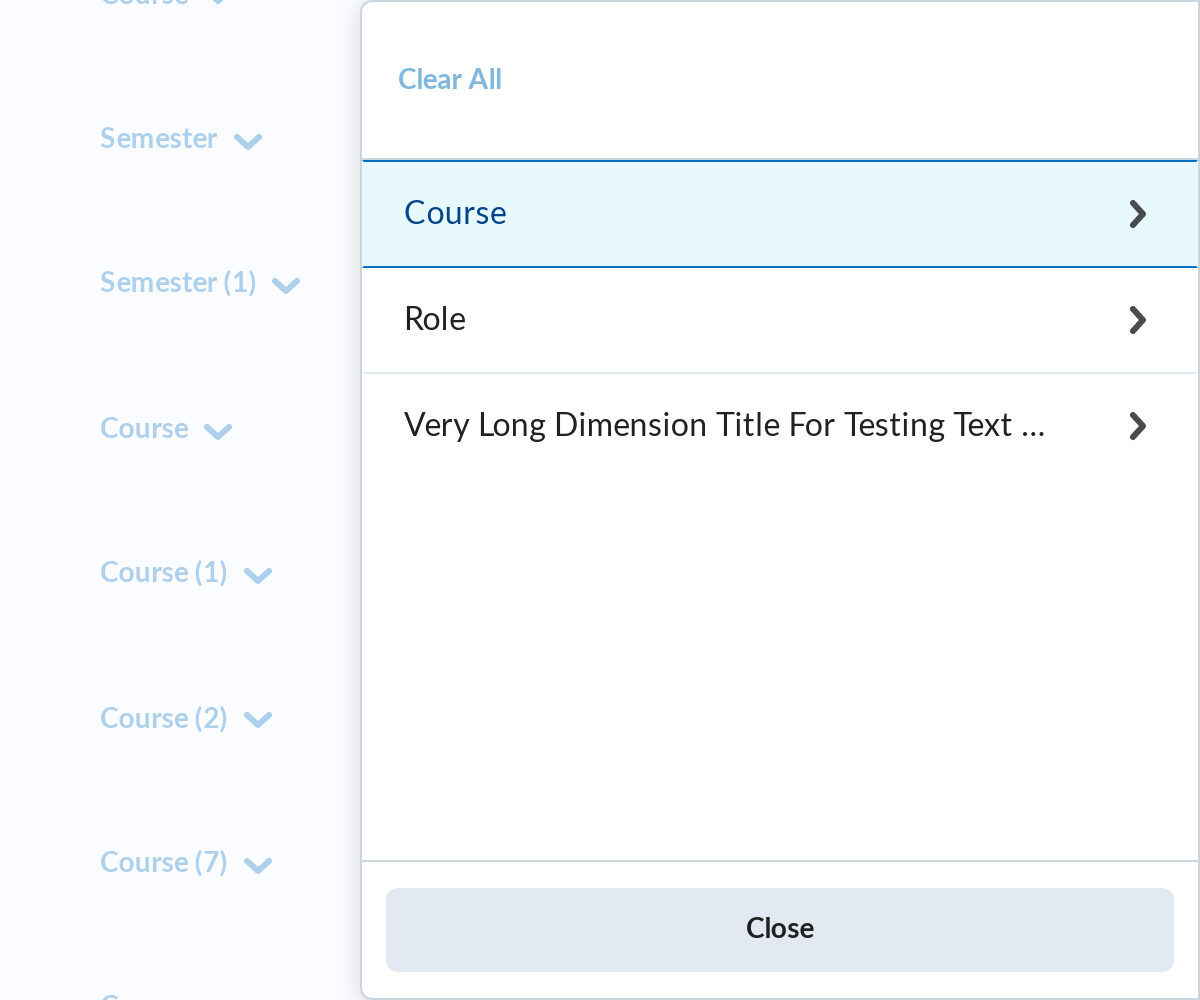 Course
Semester
Semester (1)
Course
Course (1)
Course (2)
Course (7)
Clear All
Course
Role
Very Long Dimension Title For Testing Text ...
Close